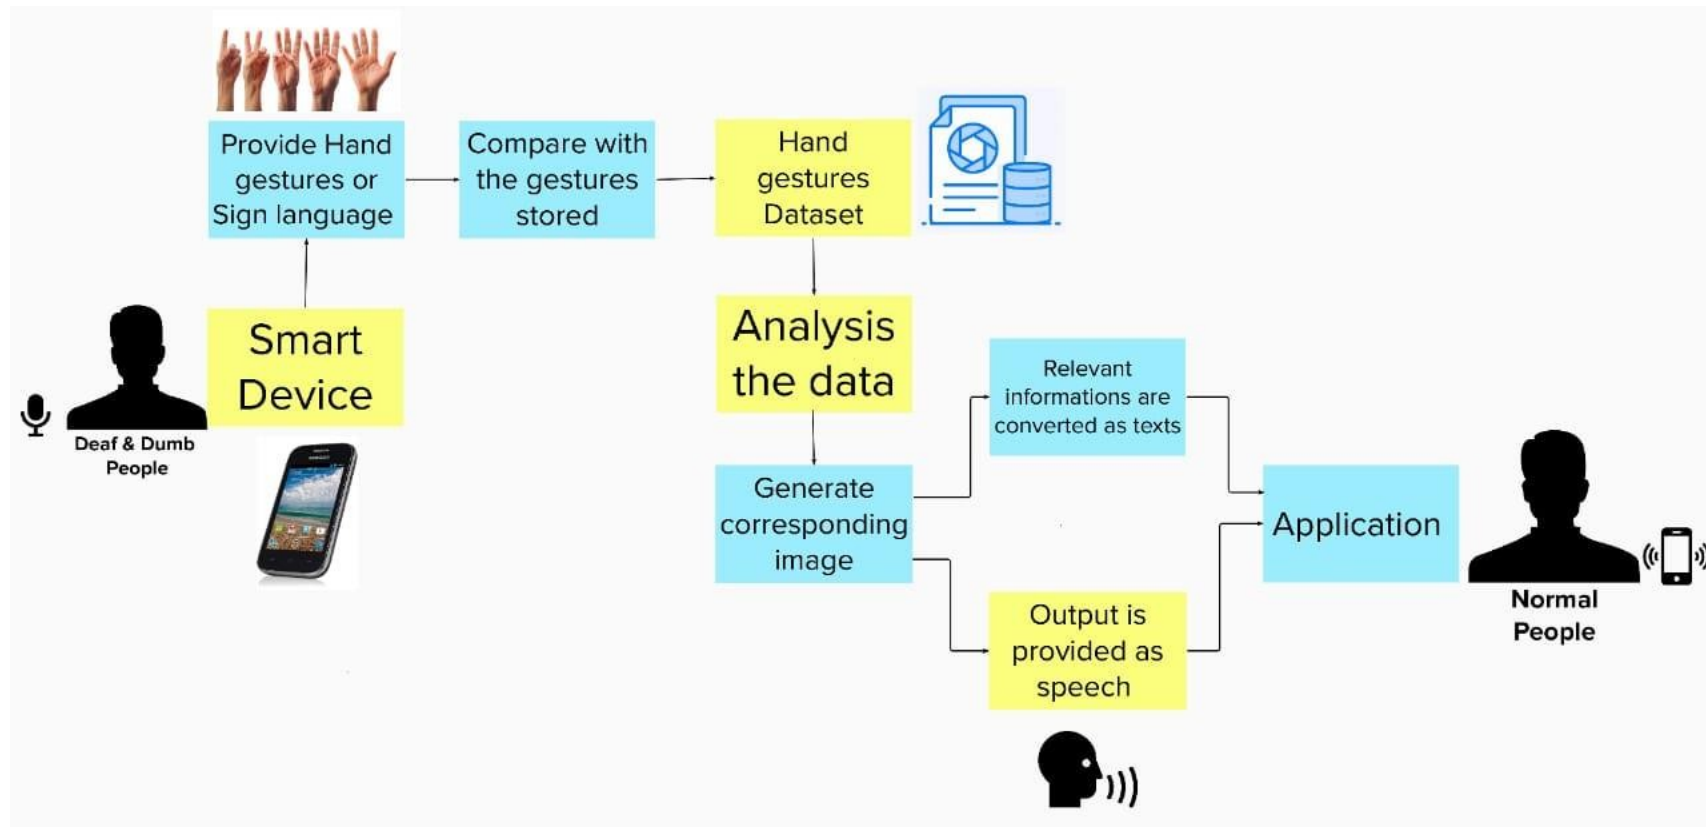 Provide Hand
gestures or
Sign language
Compare with
the gestures
stored
Hand
gestures
Dataset
Smart
Device
Deaf & Dumb
People
Analysis
the data
Relevant
informations are
converted as texts
Generate
corresponding
image
Application
Normal
People
Output is
provided as
speech